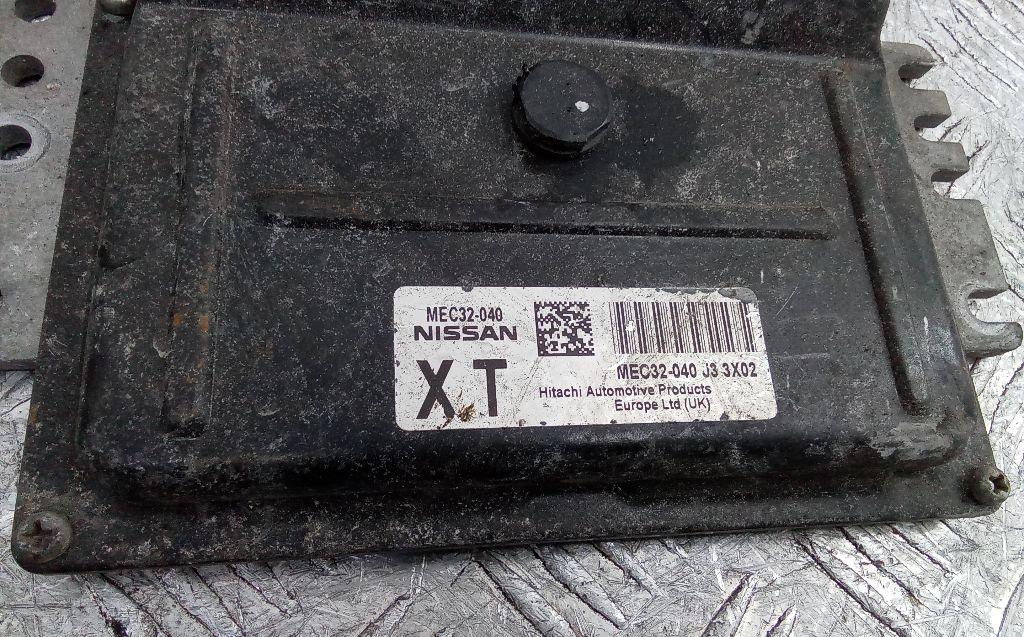 MEC32-040
NISSAN
XT
MEC32-040 J3 3X02
Hitachi Automotive Products
Europe Ltd (UK)